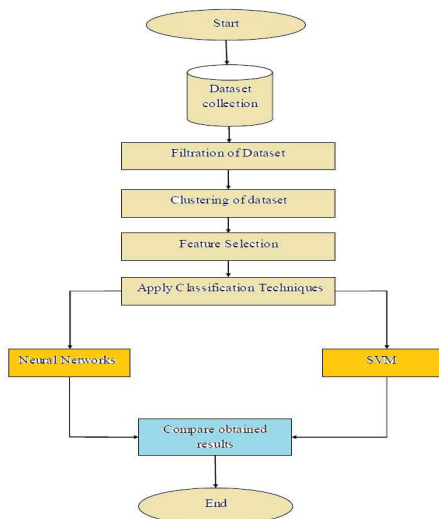 Start
Dataset
collection
Filtration of Dataset
Clustering of dataset
Feature Selection
Apply Classification Techniques
Neural Networks
SVM
Compare obtained
results
End